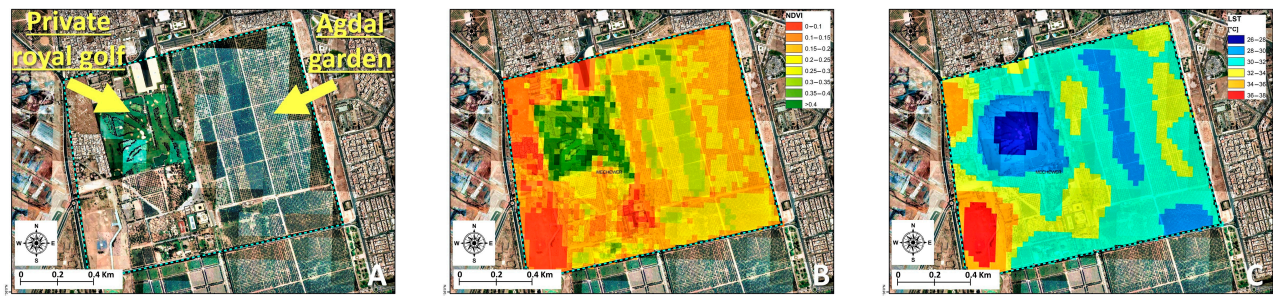 Private
royal golf
Agdal
garden
N
W
E
S
0
0.2
0.4 Km
A
NDVI
0-0.1
0.1-0.15
0.15-0.2
0.2-0.25
0.25-0.3
0.3-0.35
0.35-0.4
>0.4
MECHEWER
N
W
E
S
0
0.2
0.4 Km
B
LST
[°C]
26-28
28-30
30-32
32-34
34-36
36-38
MECHEWER
N
W
E
S
0
0.2
0.4 Km
C